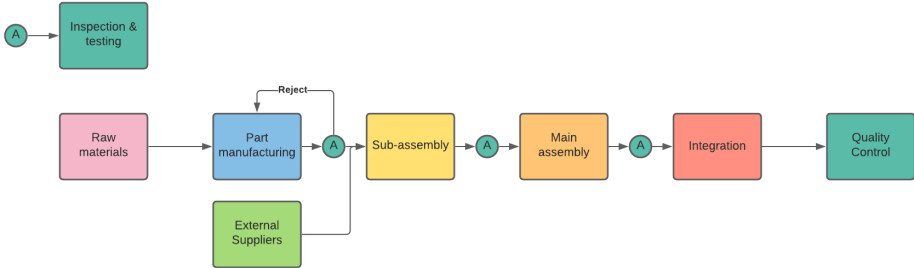 A
Inspection &
testing
Reject
Raw
materials
Part
manufacturing
A
Sub-assembly
A
Main
assembly
A
Integration
Quality
Control
External
Suppliers